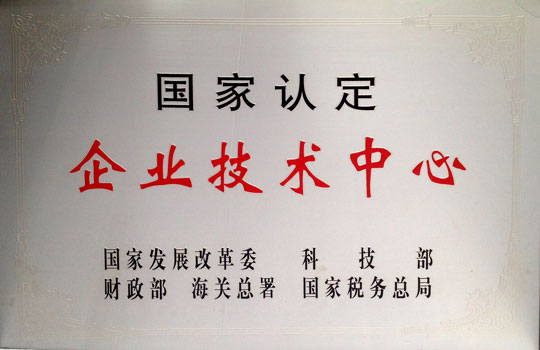 国家认定
企业技术中心
国家发展改革委 科技部
财政部 海关总署 国家税务总局